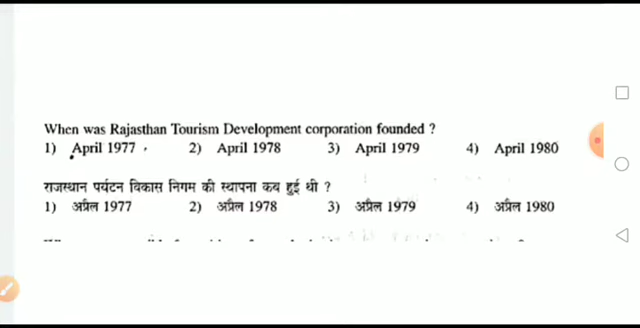 When was Rajasthan Tourism Development corporation founded ?
1) April 1977 2) April 1978 3) April 1979 4) April 1980
राजस्थान पर्यटन विकास निगम की स्थापना कब हुई थी ?
1) अप्रैल 1977 2) अप्रैल 1978 3) अप्रैल 1979 4) अप्रैल 1980